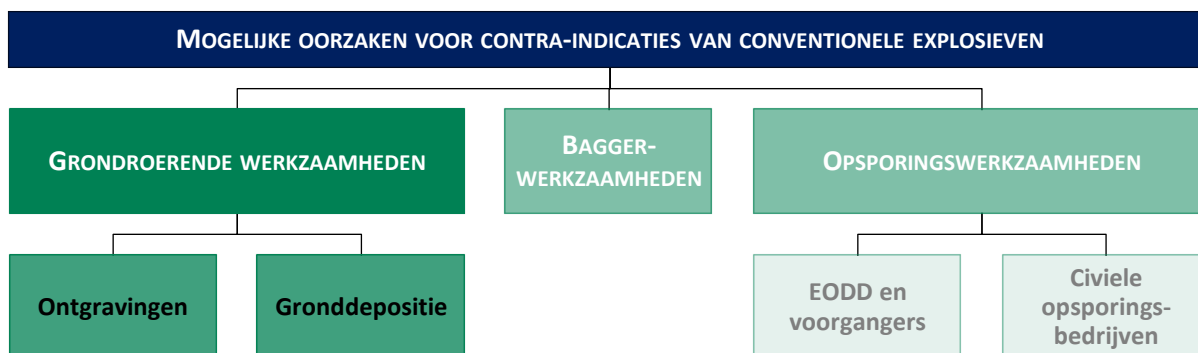 MOGELIJKE OORZAKEN VOOR CONTRA-INDICATIES VAN CONVENTIONELE EXPLOSIEVEN
GRONDROERENDE WERKZAAMHEDEN
BAGGER-
WERKZAAMHEDEN
OPSPORINGSWERKZAAMHEDEN
Ontgravingen
Gronddepositie
EODD en
voorgangers
Civiele
opsporings-
bedrijven